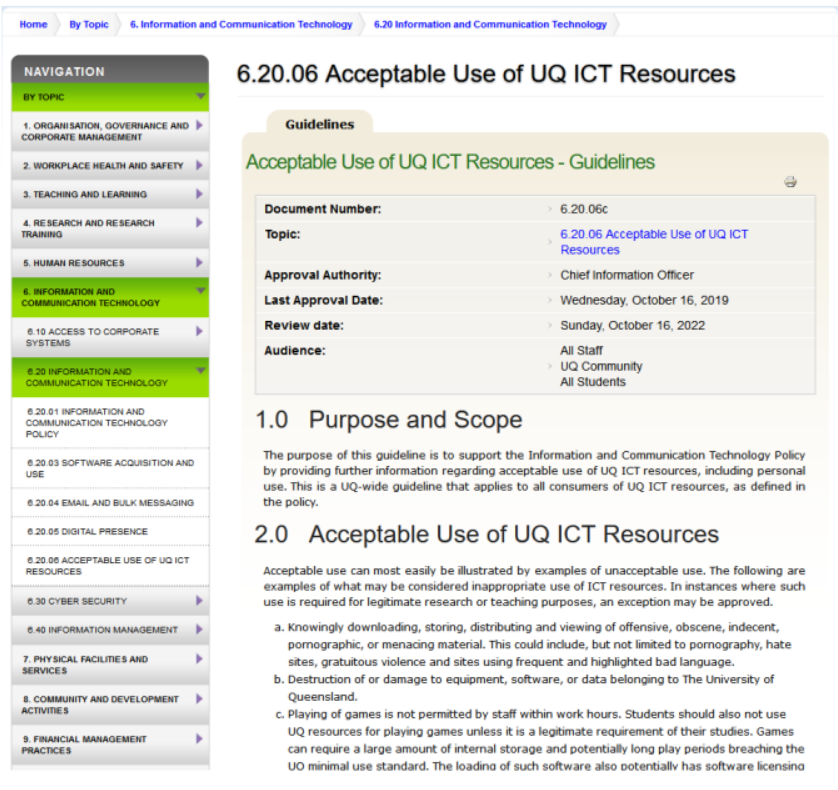 Home By Topic 6. Information and Communication Technology 6.20 Information and Communication Technology
NAVIGATION
BY TOPIC
1. ORGANISATION, GOVERNANCE AND
CORPORATE MANAGEMENT
2. WORKPLACE HEALTH AND SAFETY
3. TEACHING AND LEARNING
4. RESEARCH AND RESEARCH
TRAINING
5. HUMAN RESOURCES
6. INFORMATION AND
COMMUNICATION TECHNOLOGY
6.10 ACCESS TO CORPORATE
SYSTEMS
6.20 INFORMATION AND
COMMUNICATION TECHNOLOGY
6.20.01 INFORMATION AND
COMMUNICATION TECHNOLOGY
POLICY
6.20.03 SOFTWARE ACQUISITION AND
USE
6.20.04 EMAIL AND BULK MESSAGING
6.20.05 DIGITAL PRESENCE
6.20.06 ACCEPTABLE USE OF UQ ICT
RESOURCES
6.30 CYBER SECURITY
6.40 INFORMATION MANAGEMENT
7. PHYSICAL FACILITIES AND
SERVICES
8. COMMUNITY AND DEVELOPMENT
ACTIVITIES
9. FINANCIAL MANAGEMENT
PRACTICES
6.20.06 Acceptable Use of UQ ICT Resources
Guidelines
Acceptable Use of UQ ICT Resources - Guidelines
Document Number: 6.20.06c
Topic: 6.20.06 Acceptable Use of UQ ICT
Resources
Approval Authority: Chief Information Officer
Last Approval Date: Wednesday, October 16, 2019
Review date: Sunday, October 16, 2022
Audience: All Staff
UQ Community
All Students
1.0 Purpose and Scope
The purpose of this guideline is to support the Information and Communication Technology Policy
by providing further information regarding acceptable use of UQ ICT resources, including personal
use. This is a UQ-wide guideline that applies to all consumers of UQ ICT resources, as defined in
the policy.
2.0 Acceptable Use of UQ ICT Resources
Acceptable use can most easily be illustrated by examples of unacceptable use. The following are
examples of what may be considered inappropriate use of ICT resources. In instances where such
use is required for legitimate research or teaching purposes, an exception may be approved.
a. Knowingly downloading, storing, distributing and viewing of offensive, obscene, indecent,
pornographic, or menacing material. This could include, but not limited to pornography, hate
sites, gratuitous violence and sites using frequent and highlighted bad language.
b. Destruction of or damage to equipment, software, or data belonging to The University of
Queensland.
c. Playing of games is not permitted by staff within work hours. Students should also not use
UQ resources for playing games unless it is a legitimate requirement of their studies. Games
can require a large amount of internal storage and potentially long play periods breaching the
UQ minimal use standard. The loading of such software also potentially has software licensing